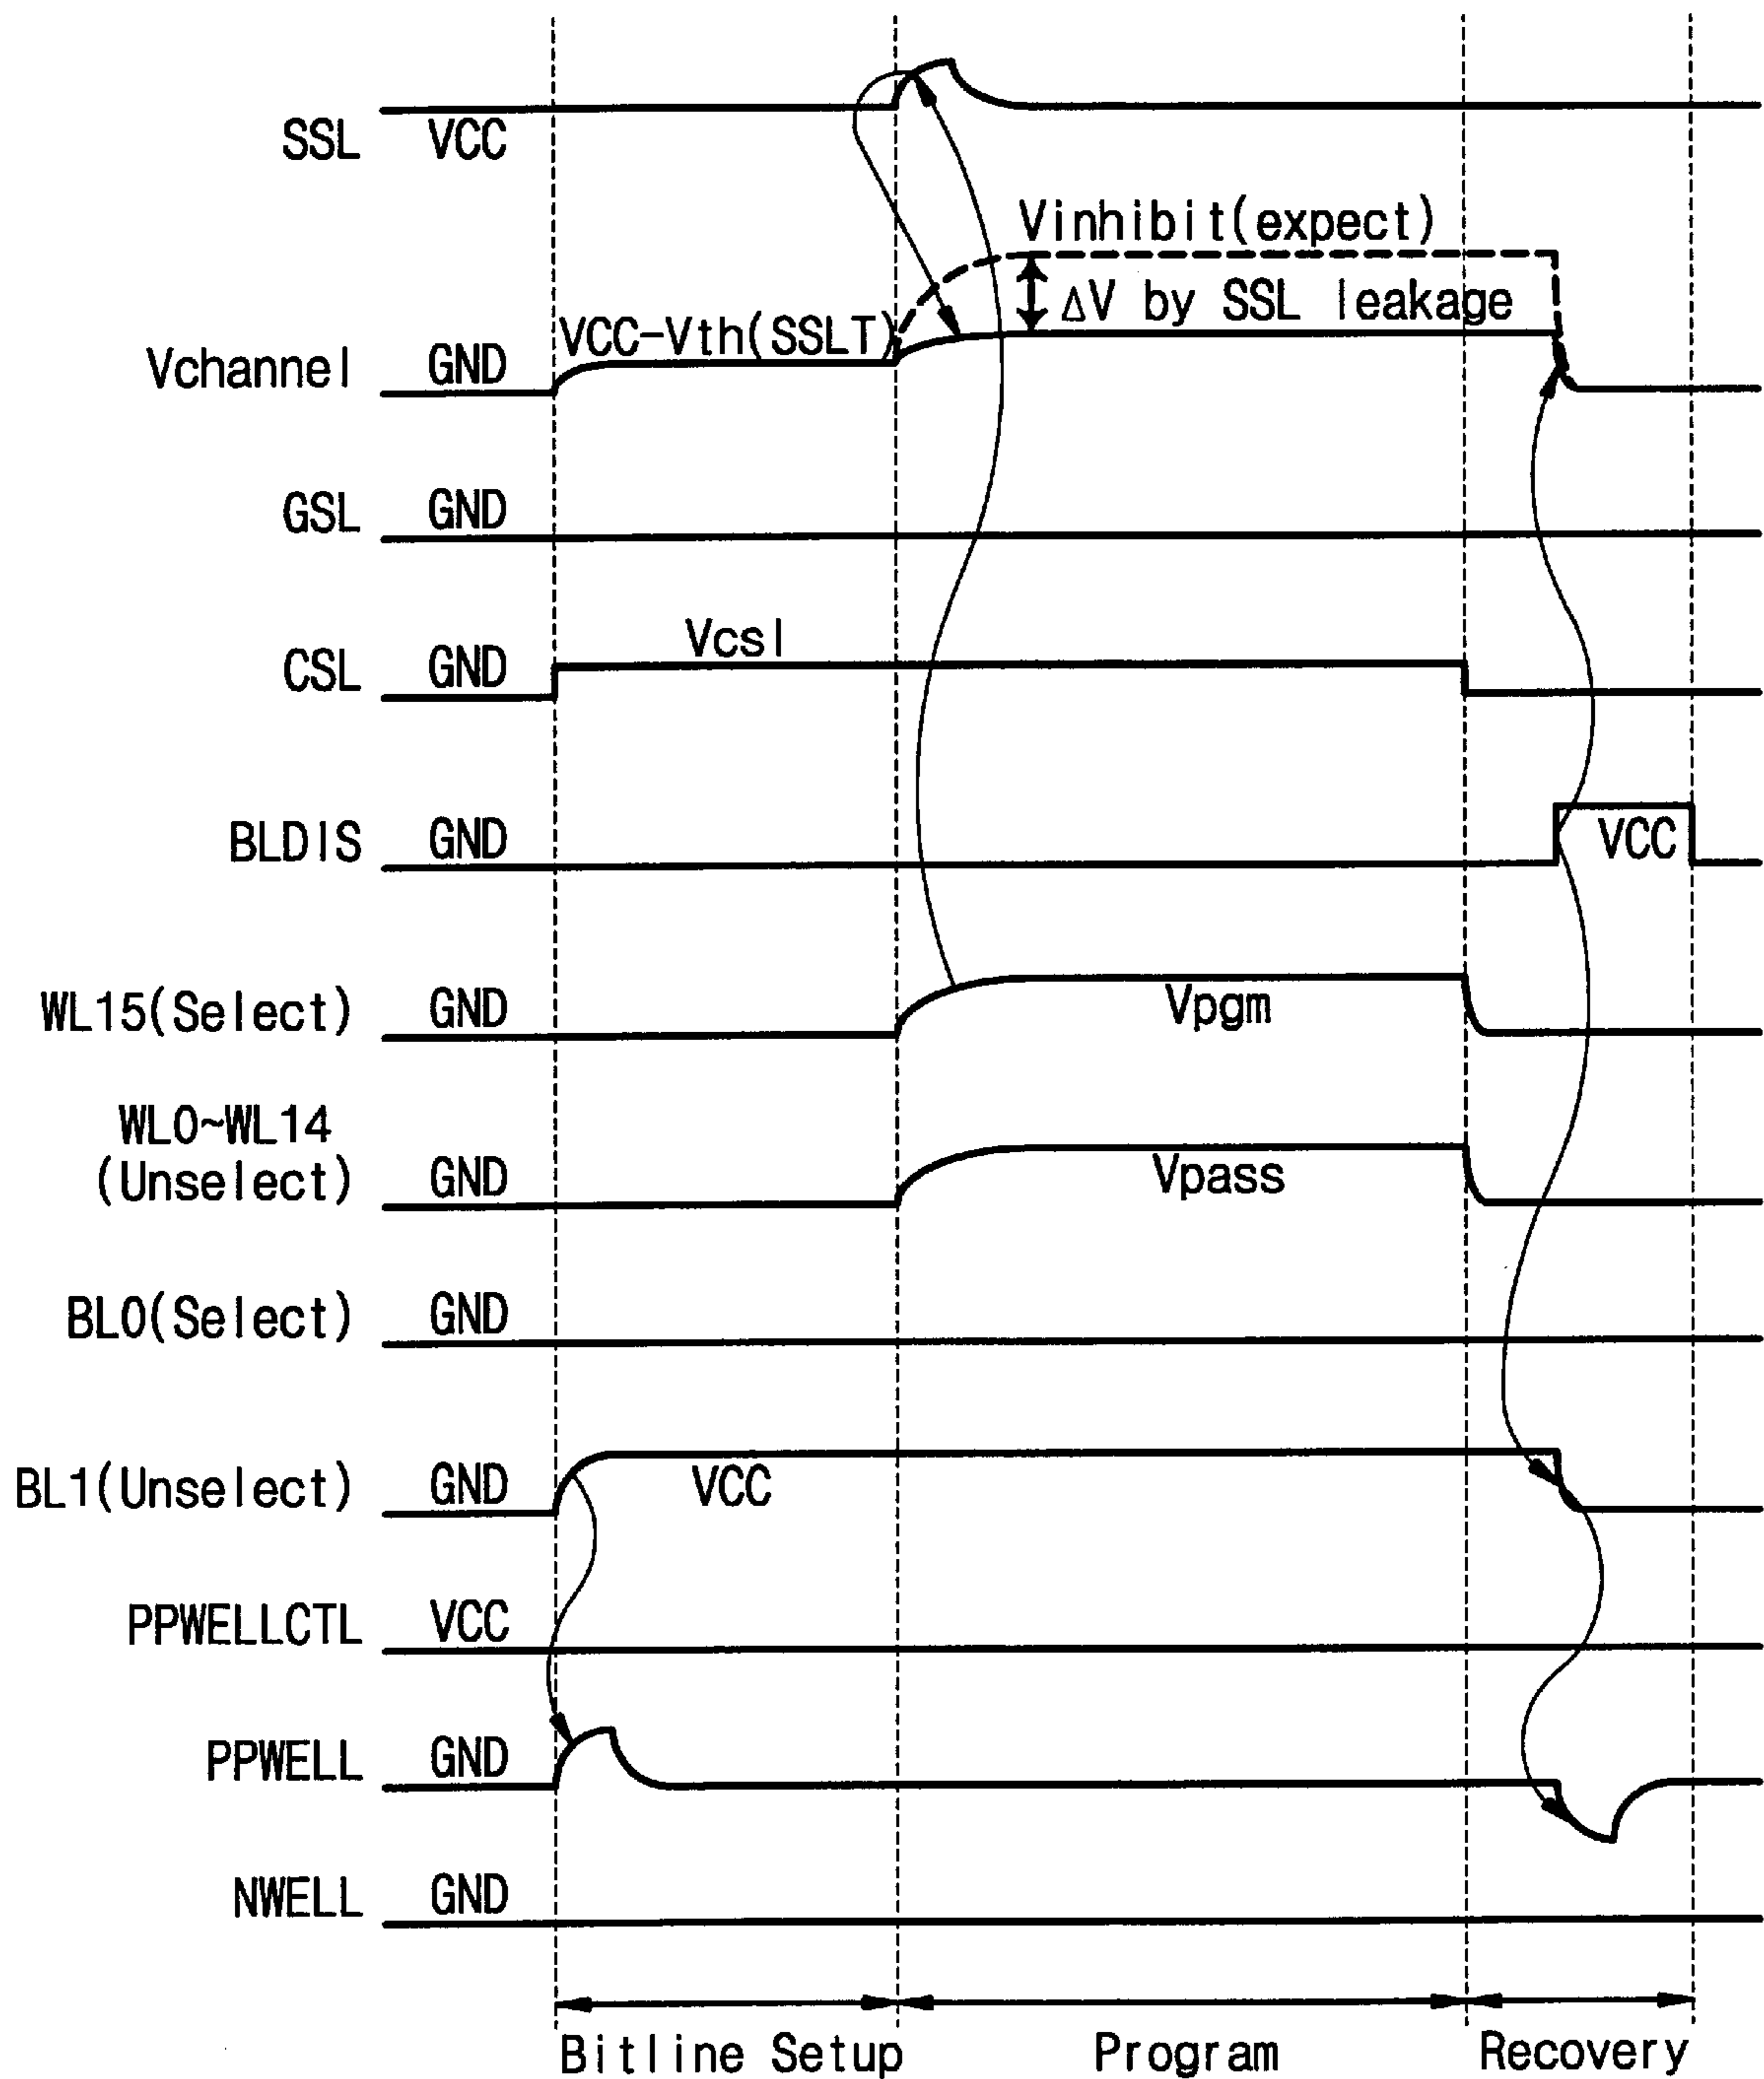 SSL VCC
Vinhibit(expect)
ΔV by SSL leakage
VCC-Vth(SSLT)
Vchannel GND
GSL GND
Vcsl
CSL GND
BLDIS GND VCC
WL15(Select) GND Vpgm
WL0~WL14
(Unselect) GND Vpass
BL0(Select) GND
BL1(Unselect) GND VCC
PPWELLCTL VCC
PPWELL GND
NWELL GND
Bitline Setup Program Recovery